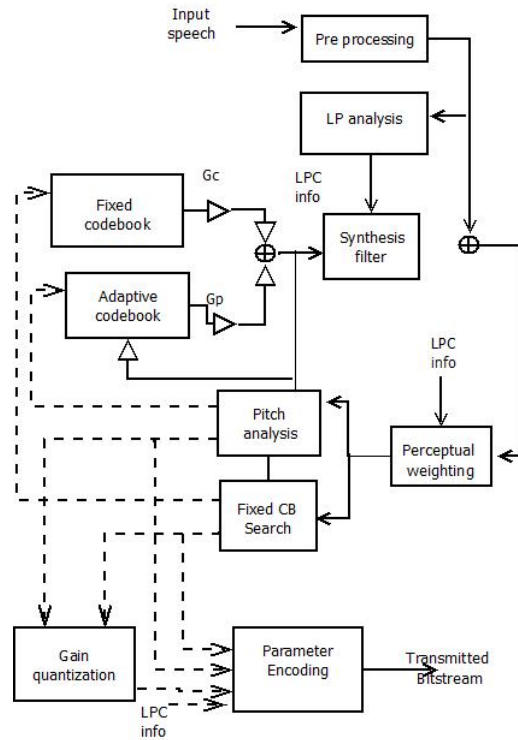 Input
speech
Pre processing
LP analysis
Gc
LPC
info
Fixed
codebook
Synthesis
filter
Adaptive
codebook
Gp
LPC
info
Pitch
analysis
Perceptual
weighting
Fixed CB
Search
Gain
quantization
Parameter
Encoding
Transmitted
Bitstream
LPC
info